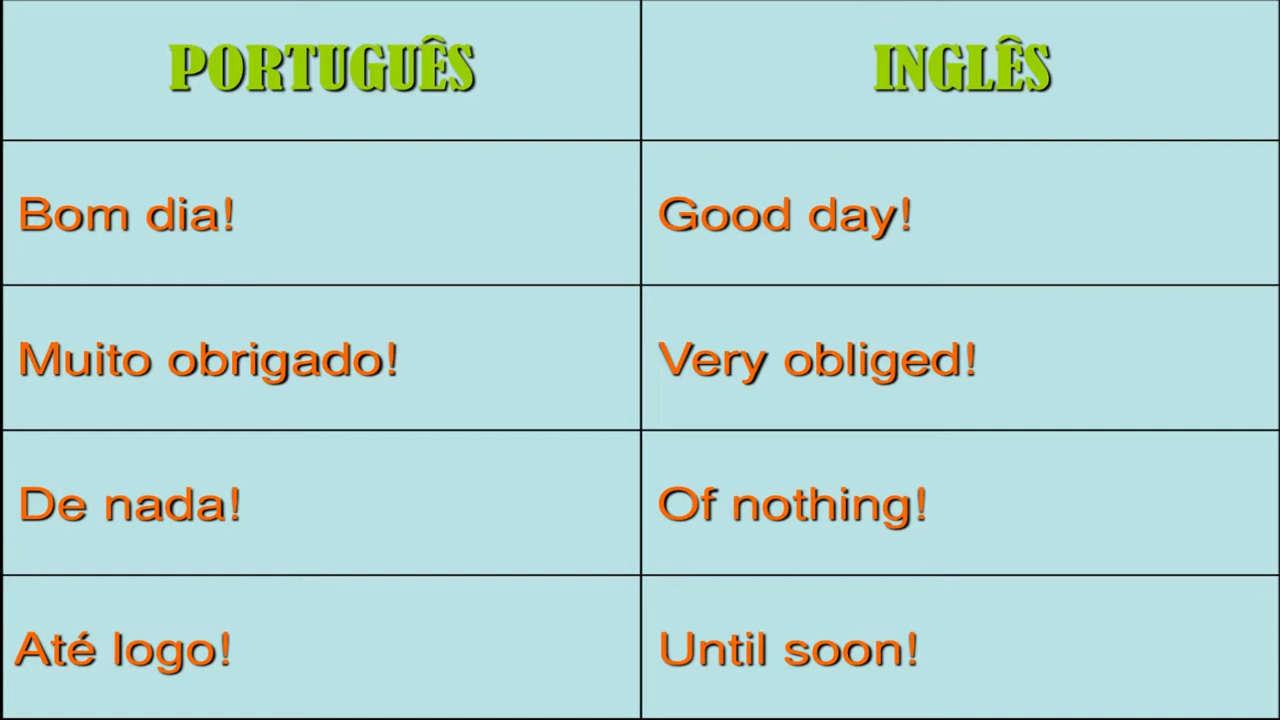 PORTUGUÊS INGLÊS
Bom dia! Good day!
Muito obrigado! Very obliged!
De nada! Of nothing!
Até logo! Until soon!